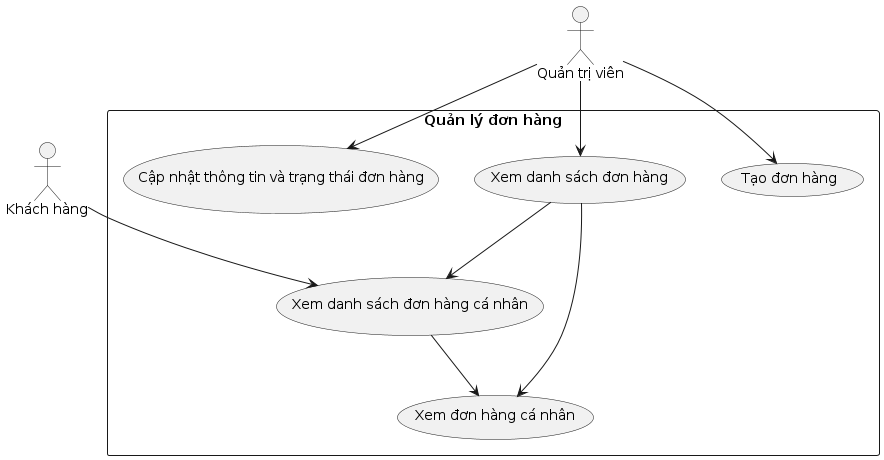 Quản trị viên
Quản lý đơn hàng
Cập nhật thông tin và trạng thái đơn hàng
Xem danh sách đơn hàng
Tạo đơn hàng
Khách hàng
Xem danh sách đơn hàng cá nhân
Xem đơn hàng cá nhân